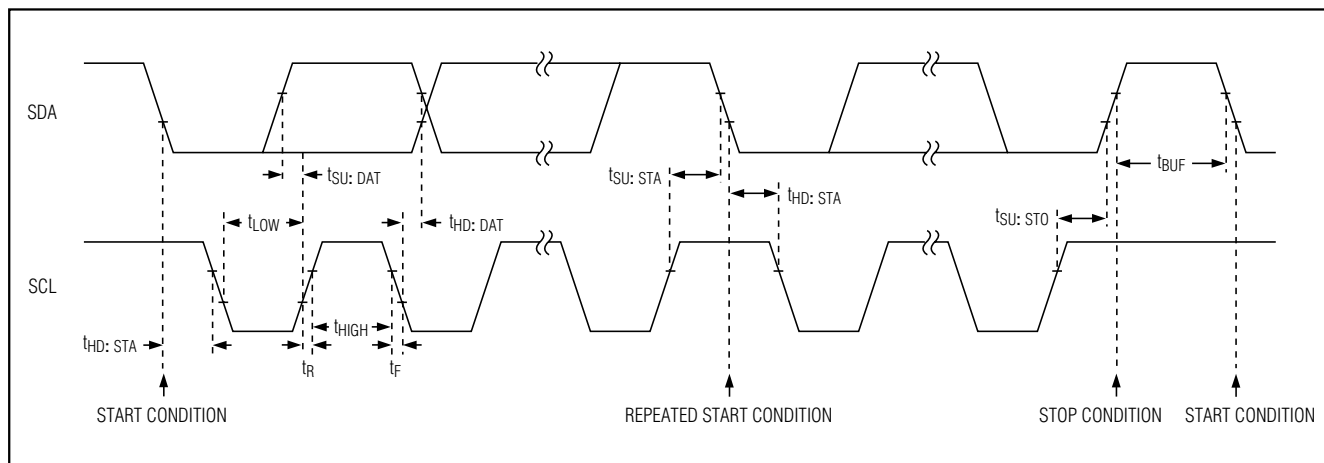 SDA
tSU: DAT
tLOW
tHD: DAT
tSU: STA
tHD: STA
tBUF
tSU: STO
SCL
tHD: STA
tHIGH
tR
tF
START CONDITION
REPEATED START CONDITION
STOP CONDITION
START CONDITION